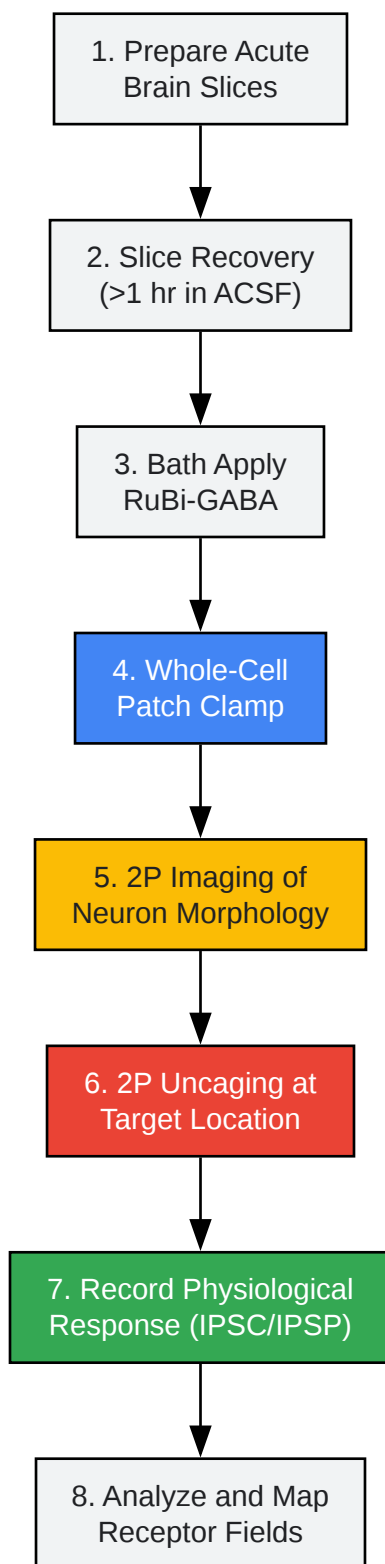 1. Prepare Acute
Brain Slices
2. Slice Recovery
(>1 hr in ACSF)
3. Bath Apply
RuBi-GABA
4. Whole-Cell
Patch Clamp
5. 2P Imaging of
Neuron Morphology
6. 2P Uncaging at
Target Location
7. Record Physiological
Response (IPSC/IPSP)
8. Analyze and Map
Receptor Fields